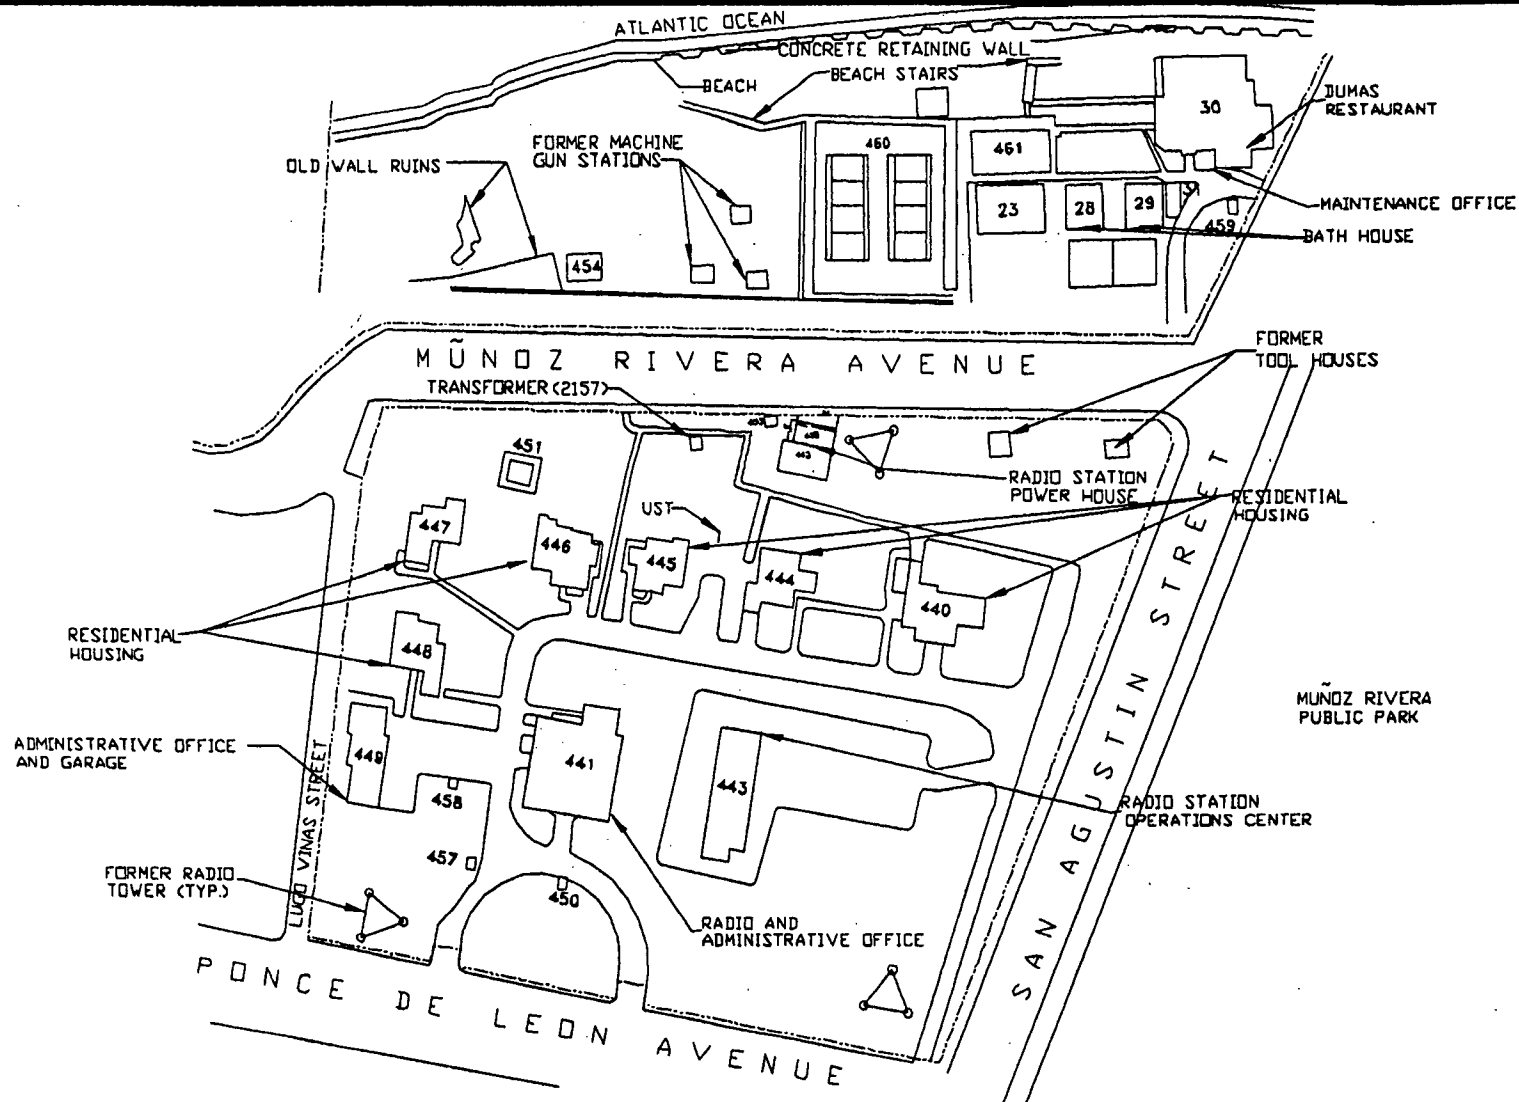 ATLANTIC OCEAN
CONCRETE RETAINING WALL
BEACH STAIRS
BEACH
DUMAS
RESTAURANT
30
FORMER MACHINE
GUN STATIONS
460
461
OLD WALL RUINS
MAINTENANCE OFFICE
23
28
29
459
BATH HOUSE
454
MUÑOZ RIVERA AVENUE
FORMER
TOOL HOUSES
TRANSFORMER (2157)
451
RADIO STATION
POWER HOUSE
RESIDENTIAL
HOUSING
UST
447
446
445
444
440
RESIDENTIAL
HOUSING
448
MUÑOZ RIVERA
PUBLIC PARK
ADMINISTRATIVE OFFICE
AND GARAGE
449
441
443
458
RADIO STATION
OPERATIONS CENTER
457
450
FORMER RADIO
TOWER (TYP.)
LUGO VINAS STREET
RADIO AND
ADMINISTRATIVE OFFICE
SAN AGUSTIN STREET
PONCE DE LEON AVENUE